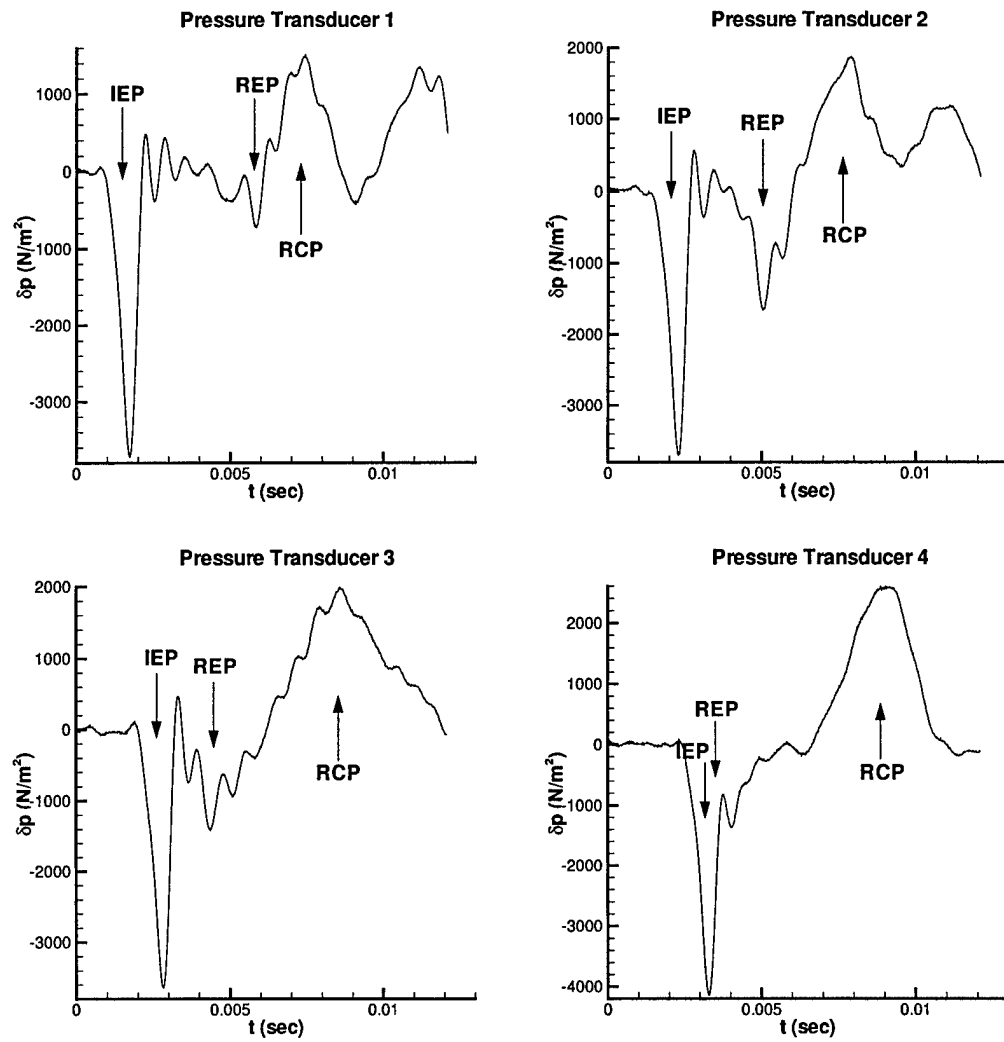 Pressure Transducer 1
1000
0
-1000
-2000
-3000
δp (N/m²)
IEP
REP
RCP
0
0.005
0.01
t (sec)
Pressure Transducer 2
2000
1000
0
-1000
-2000
-3000
δp (N/m²)
IEP
REP
RCP
0
0.005
0.01
t (sec)
Pressure Transducer 3
2000
1000
0
-1000
-2000
-3000
δp (N/m²)
IEP
REP
RCP
0
0.005
0.01
t (sec)
Pressure Transducer 4
2000
1000
0
-1000
-2000
-3000
-4000
δp (N/m²)
REP
IEP
RCP
0
0.005
0.01
t (sec)